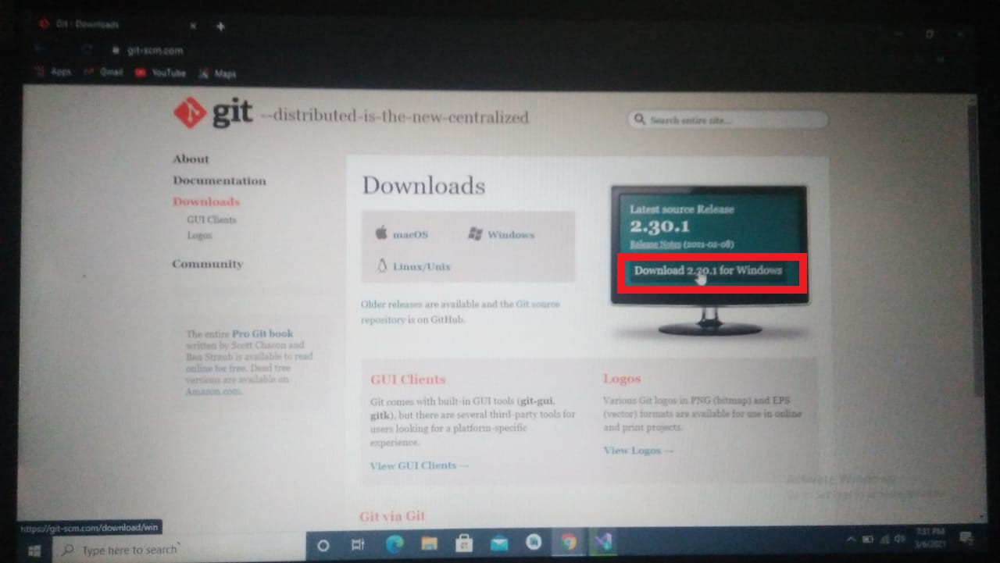 Git - Downloads
git-scm.com
Apps Gmail YouTube Maps
git --distributed-is-the-new-centralized
Search entire site...
About
Documentation
Downloads
GUI Clients
Logos
Community
The entire Pro Git book
written by Scott Chacon and
Ben Straub is available to read
online for free. Dead tree
versions are available on
Amazon.com.
Downloads
macOS Windows
Linux/Unix
Older releases are available and the Git source
repository is on GitHub.
Latest source Release
2.30.1
Release Notes (2021-02-08)
Download 2.30.1 for Windows
GUI Clients
Git comes with built-in GUI tools (git-gui,
gitk), but there are several third-party tools for
users looking for a platform-specific
experience.
View GUI Clients →
Logos
Various Git logos in PNG (bitmap) and EPS
(vector) formats are available for use in online
and print projects.
View Logos →
Git via Git
Activate Windows
Go to Settings to activate Windows.
https://git-scm.com/download/win
Type here to search
7:31 PM
3/6/2021